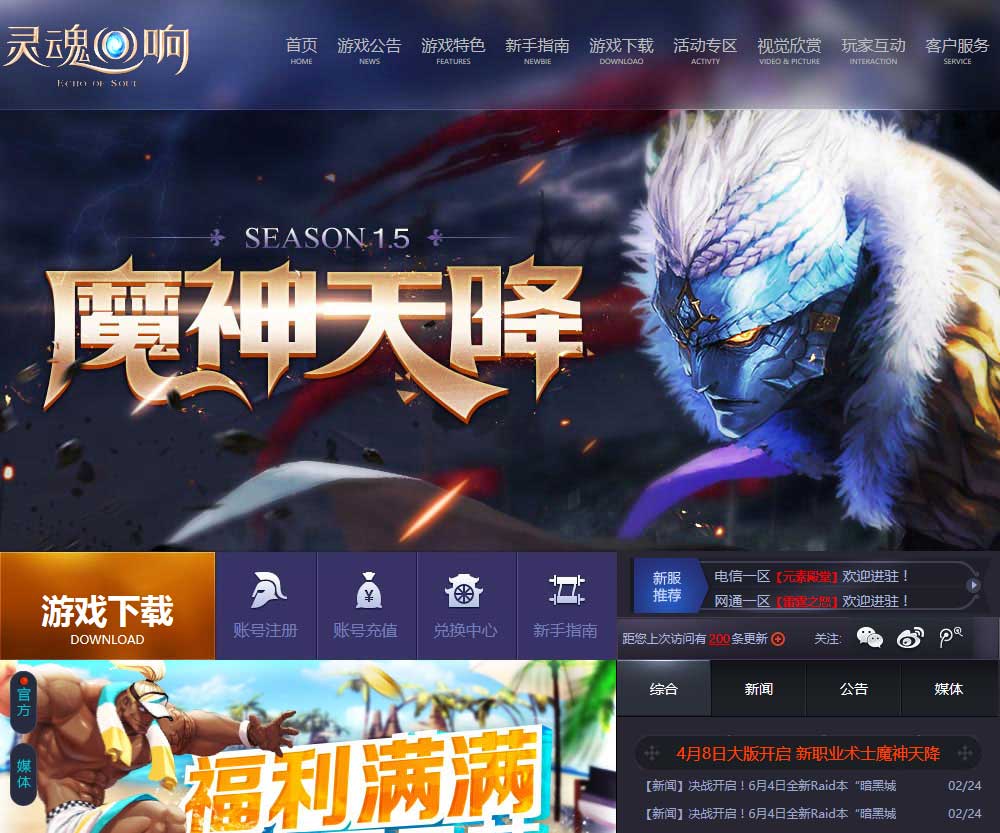 灵魂回响
ECHO OF SOUL
首页 游戏公告 游戏特色 新手指南 游戏下载 活动专区 视觉欣赏 玩家互动 客户服务
HOME NEWS FEATURES NEWBIE DOWNLOAO ACTIVTY VIDEO & PICTURE INTERACTION SERVICE
SEASON 1.5
魔神天降
游戏下载
DOWNLOAD
账号注册 账号充值 兑换中心 新手指南
新服
推荐
电信一区【元素殿堂】欢迎进驻！
网通一区【雷霆之怒】欢迎进驻！
距您上次访问有200条更新
关注:
官方
媒体
福利满满
综合 新闻 公告 媒体
4月8日大版开启 新职业术士魔神天降
【新闻】决战开启！6月4日全新Raid本“暗黑城 02/24
【新闻】决战开启！6月4日全新Raid本“暗黑城 02/24